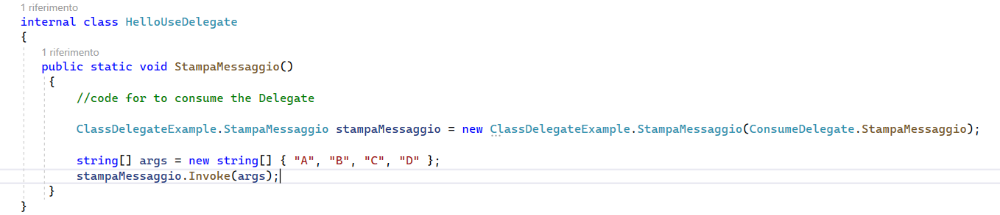 1 riferimento
internal class HelloUseDelegate
{
1 riferimento
public static void StampaMessaggio()
{
//code for to consume the Delegate
ClassDelegateExample.StampaMessaggio stampaMessaggio = new ClassDelegateExample.StampaMessaggio(ConsumeDelegate.StampaMessaggio);
string[] args = new string[] { "A", "B", "C", "D" };
stampaMessaggio.Invoke(args);
}
}